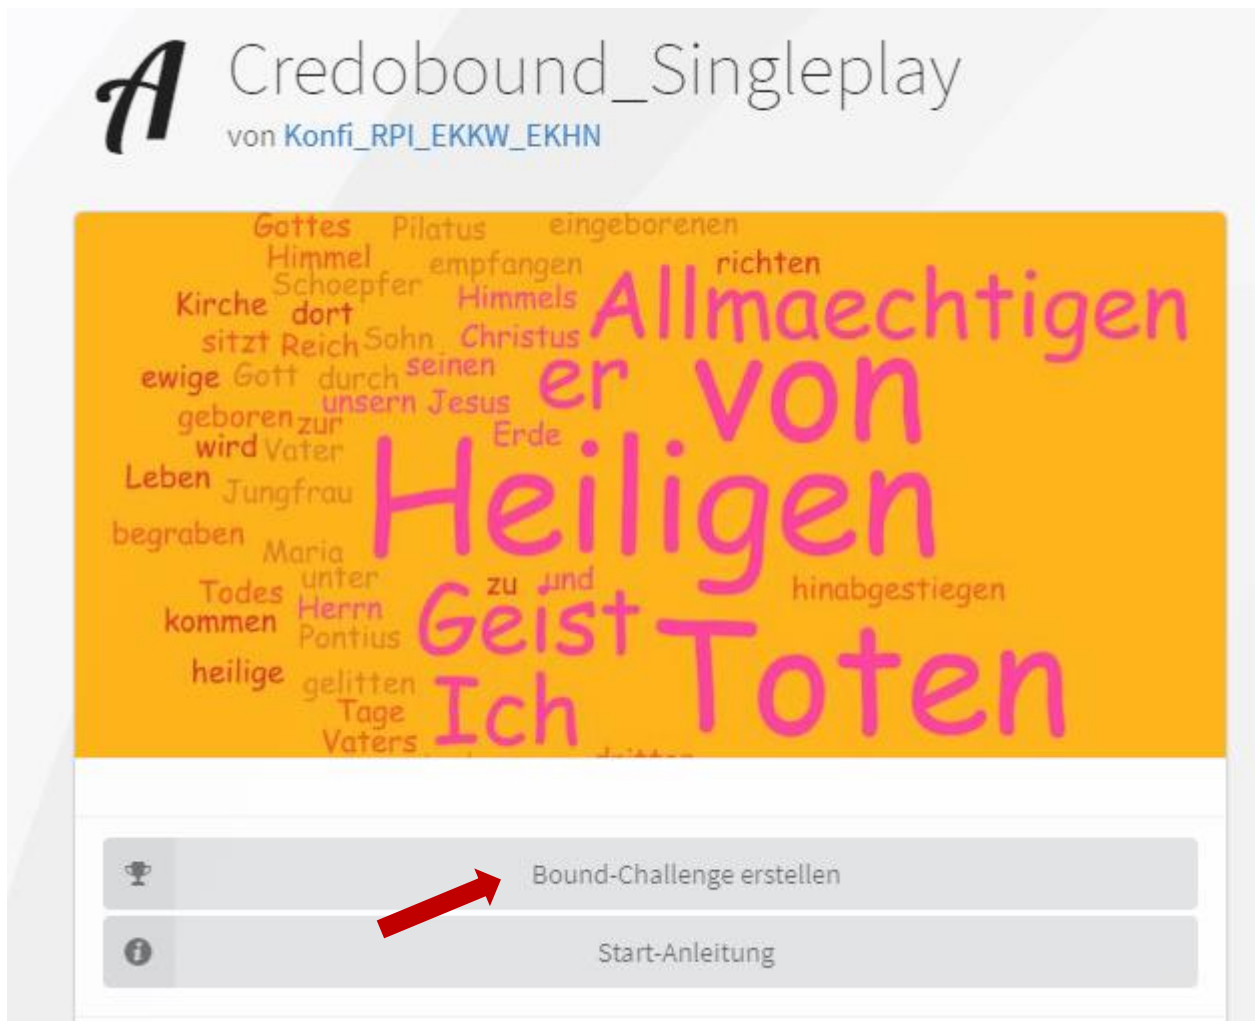 A
Credobound_Singleplay
von Konfi_RPI_EKKW_EKHN
Gottes Pilatus eingeborenen
Himmel empfangen richten
Schoepfer Himmels Allmaechtigen
Kirche dort
sitzt Reich Sohn Christus
ewige Gott durch seinen er von
unsern Jesus
geboren zur Erde
wird Vater
Leben Jungfrau Heiligen
begraben Maria
unter zu und hinabgestiegen
Todes Herrn Geist Toten
kommen Pontius
heilige gelitten Ich
Tage
Vaters dritten
Bound-Challenge erstellen
Start-Anleitung